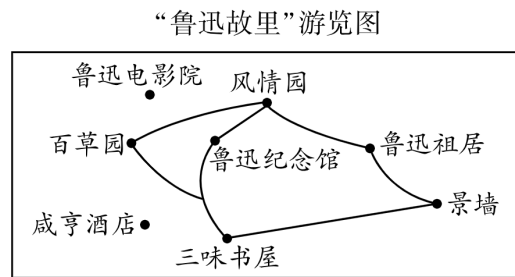 “鲁迅故里”游览图
鲁迅电影院
风情园
百草园
鲁迅纪念馆
鲁迅祖居
景墙
咸亨酒店
三味书屋